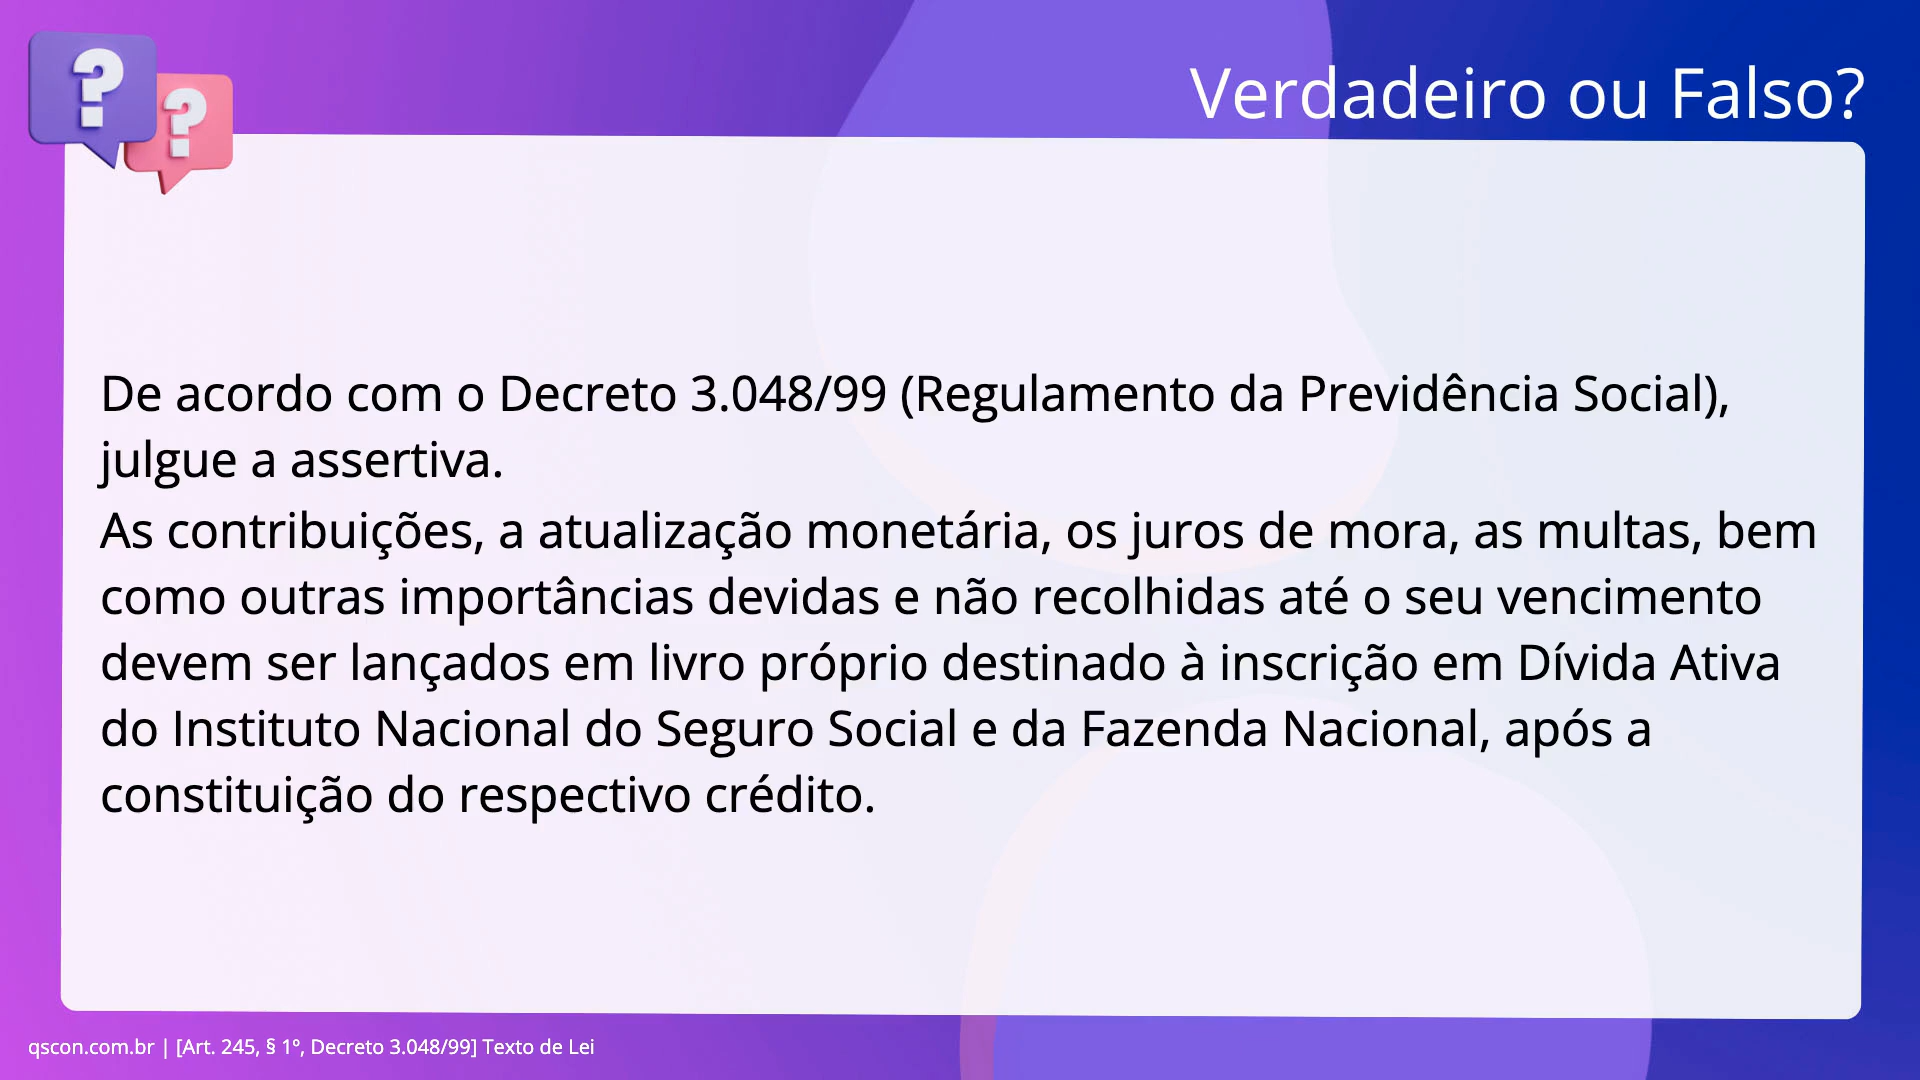 ? ?
Verdadeiro ou Falso?
De acordo com o Decreto 3.048/99 (Regulamento da Previdência Social),
julgue a assertiva.
As contribuições, a atualização monetária, os juros de mora, as multas, bem
como outras importâncias devidas e não recolhidas até o seu vencimento
devem ser lançados em livro próprio destinado à inscrição em Dívida Ativa
do Instituto Nacional do Seguro Social e da Fazenda Nacional, após a
constituição do respectivo crédito.
qscon.com.br | [Art. 245, § 1º, Decreto 3.048/99] Texto de Lei